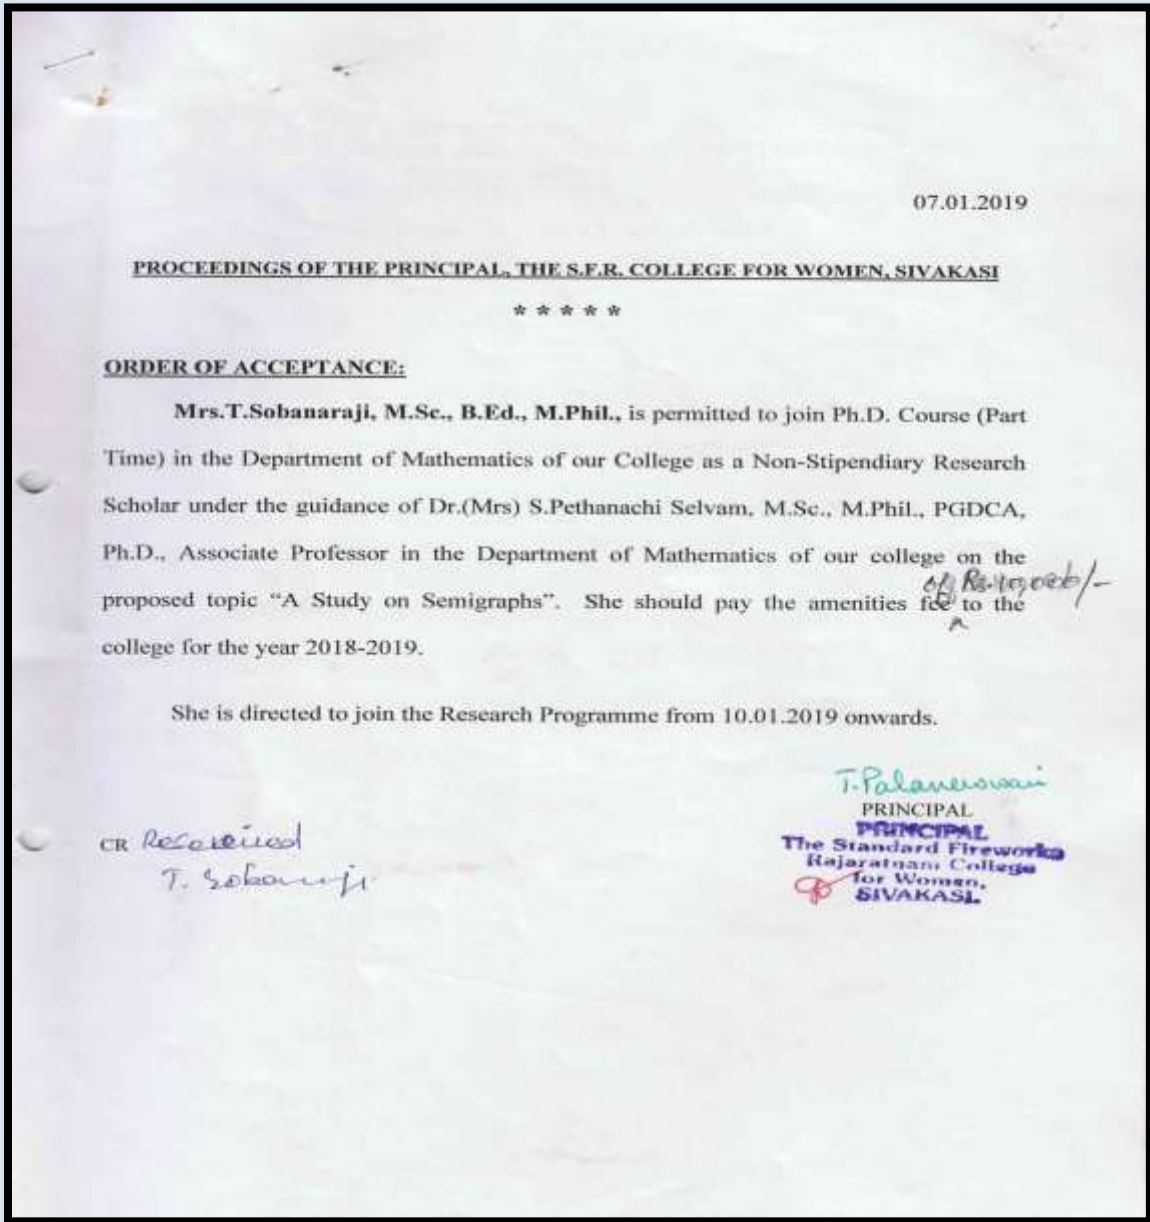 07.01.2019
PROCEEDINGS OF THE PRINCIPAL, THE S.F.R. COLLEGE FOR WOMEN, SIVAKASI
* * * * *
ORDER OF ACCEPTANCE:
Mrs.T.Sobanaraji, M.Sc., B.Ed., M.Phil., is permitted to join Ph.D. Course (Part
Time) in the Department of Mathematics of our College as a Non-Stipendiary Research
Scholar under the guidance of Dr.(Mrs) S.Pethanachi Selvam, M.Sc., M.Phil., PGDCA,
Ph.D., Associate Professor in the Department of Mathematics of our college on the
of Rs.
proposed topic “A Study on Semigraphs”. She should pay the amenities fee to the
college for the year 2018-2019.
She is directed to join the Research Programme from 10.01.2019 onwards.
T.
PRINCIPAL
PRINCIPAL
The Standard Fireworks
Rajaratnam College
for Women,
SIVAKASI.
CR Received
T. Sobanaraji